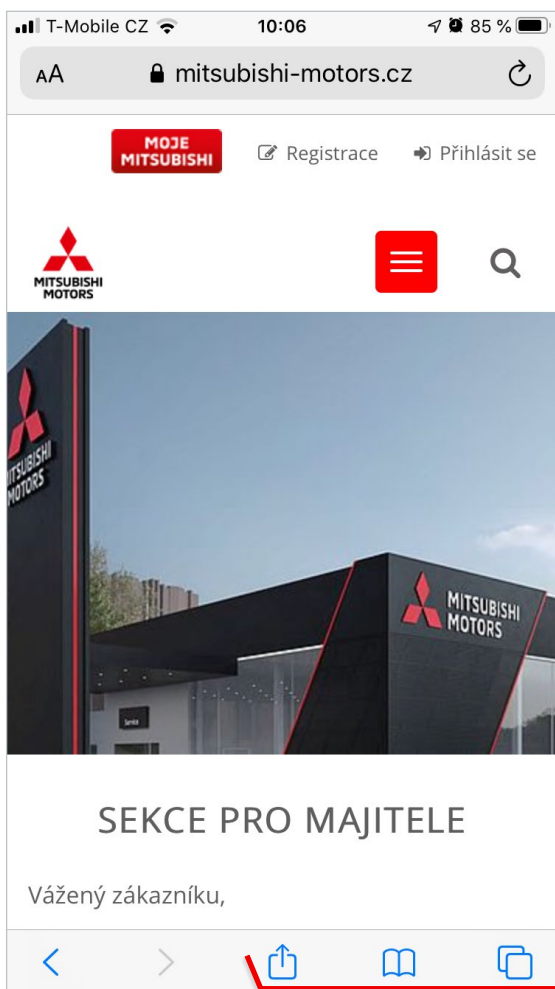 T-Mobile CZ 10:06 85 %
AA mitsubishi-motors.cz
MOJE
MITSUBISHI
Registrace Přihlásit se
MITSUBISHI
MOTORS
MITSUBISHI
MOTORS
MITSUBISHI
MOTORS
Service
SEKCE PRO MAJITELE
Vážený zákazníku,